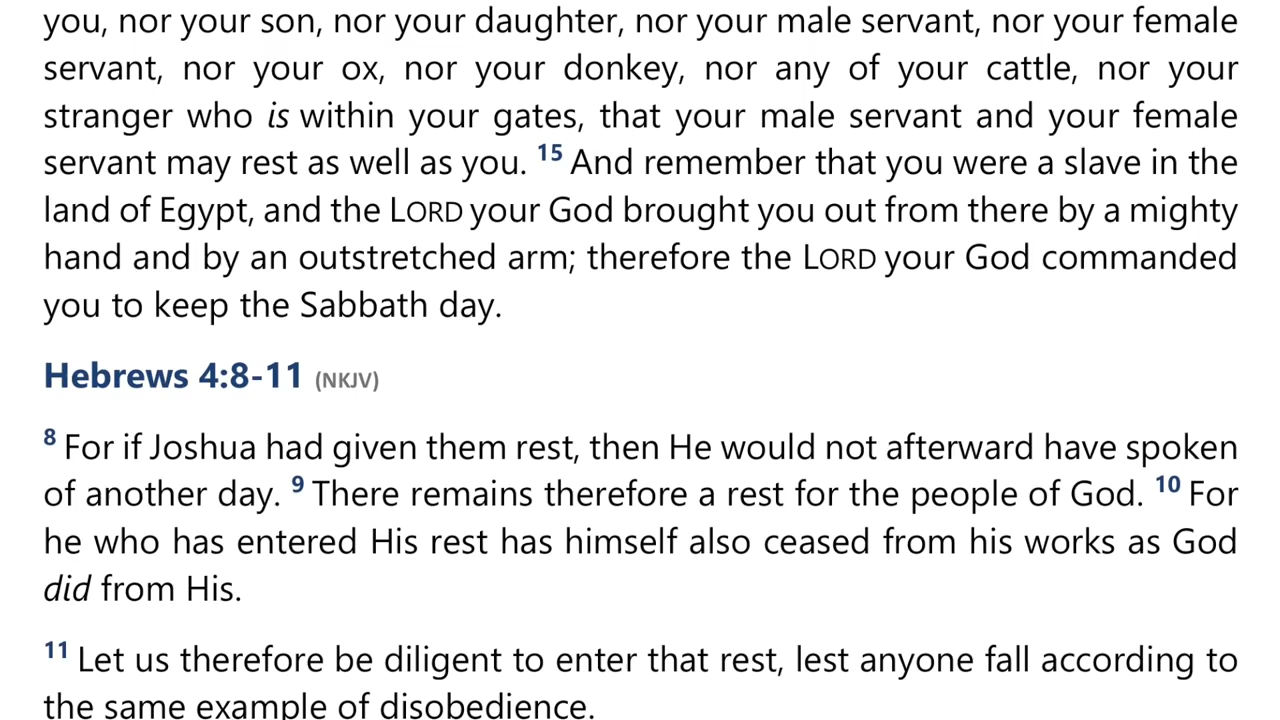 you, nor your son, nor your daughter, nor your male servant, nor your female
servant, nor your ox, nor your donkey, nor any of your cattle, nor your
stranger who is within your gates, that your male servant and your female
servant may rest as well as you. 15 And remember that you were a slave in the
land of Egypt, and the LORD your God brought you out from there by a mighty
hand and by an outstretched arm; therefore the LORD your God commanded
you to keep the Sabbath day.
Hebrews 4:8-11 (NKJV)
8 For if Joshua had given them rest, then He would not afterward have spoken
of another day. 9 There remains therefore a rest for the people of God. 10 For
he who has entered His rest has himself also ceased from his works as God
did from His.
11 Let us therefore be diligent to enter that rest, lest anyone fall according to
the same example of disobedience.